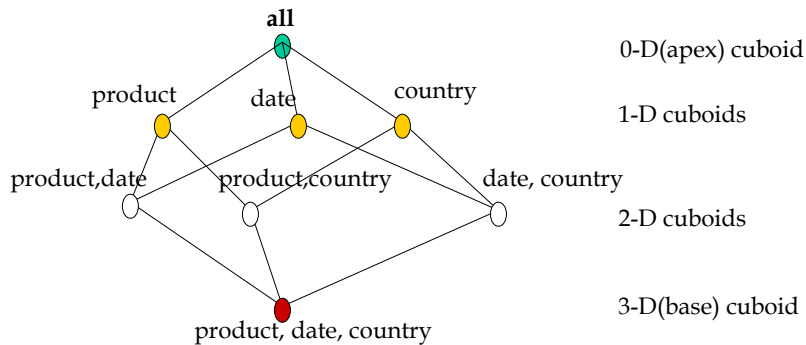 all
0-D(apex) cuboid
product
date
country
1-D cuboids
product,date
product,country
date, country
2-D cuboids
3-D(base) cuboid
product, date, country